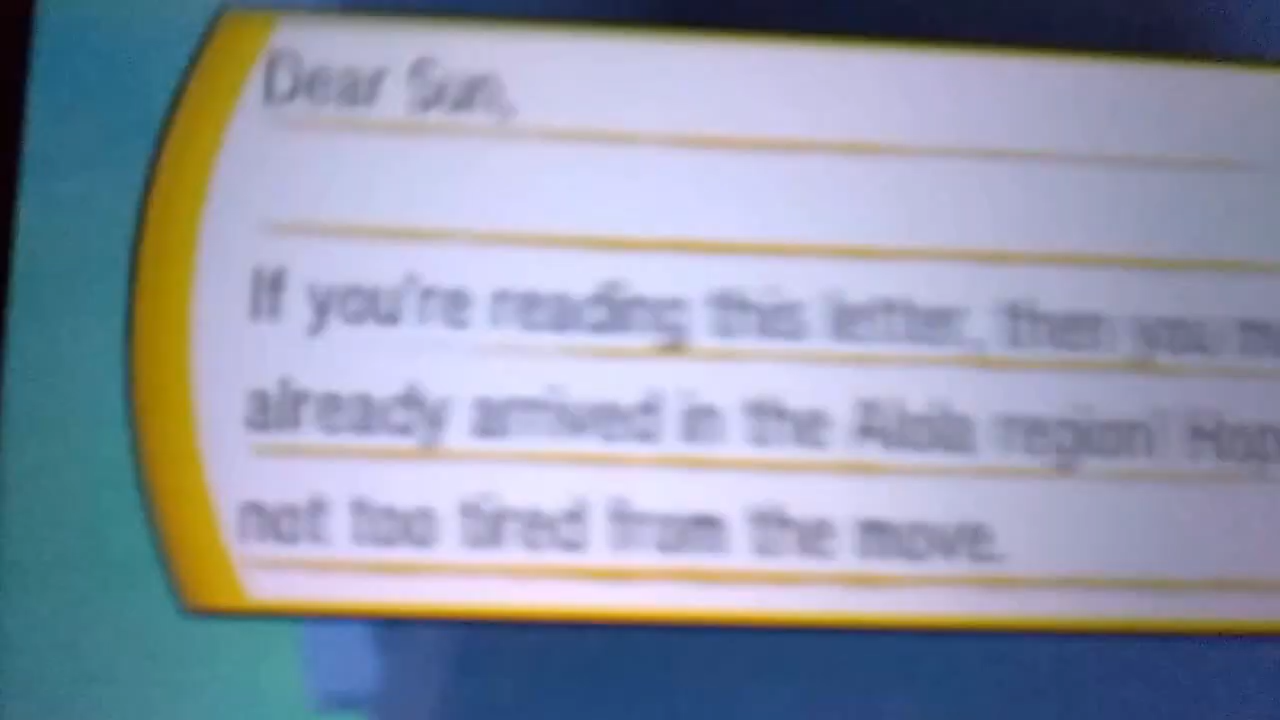 Dear Sun,
If you're reading this letter, then you m
already arrived in the Alola region! Hop
not too tired from the move.